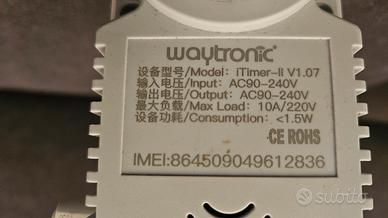 waytronic
设备型号/Model: iTimer-II V1.07
输入电压/Input: AC90-240V
输出电压/Output: AC90-240V
最大负载/Max Load: 10A/220V
设备功耗/Consumption: <1.5W
CE ROHS
IMEI:864509049612836
subito